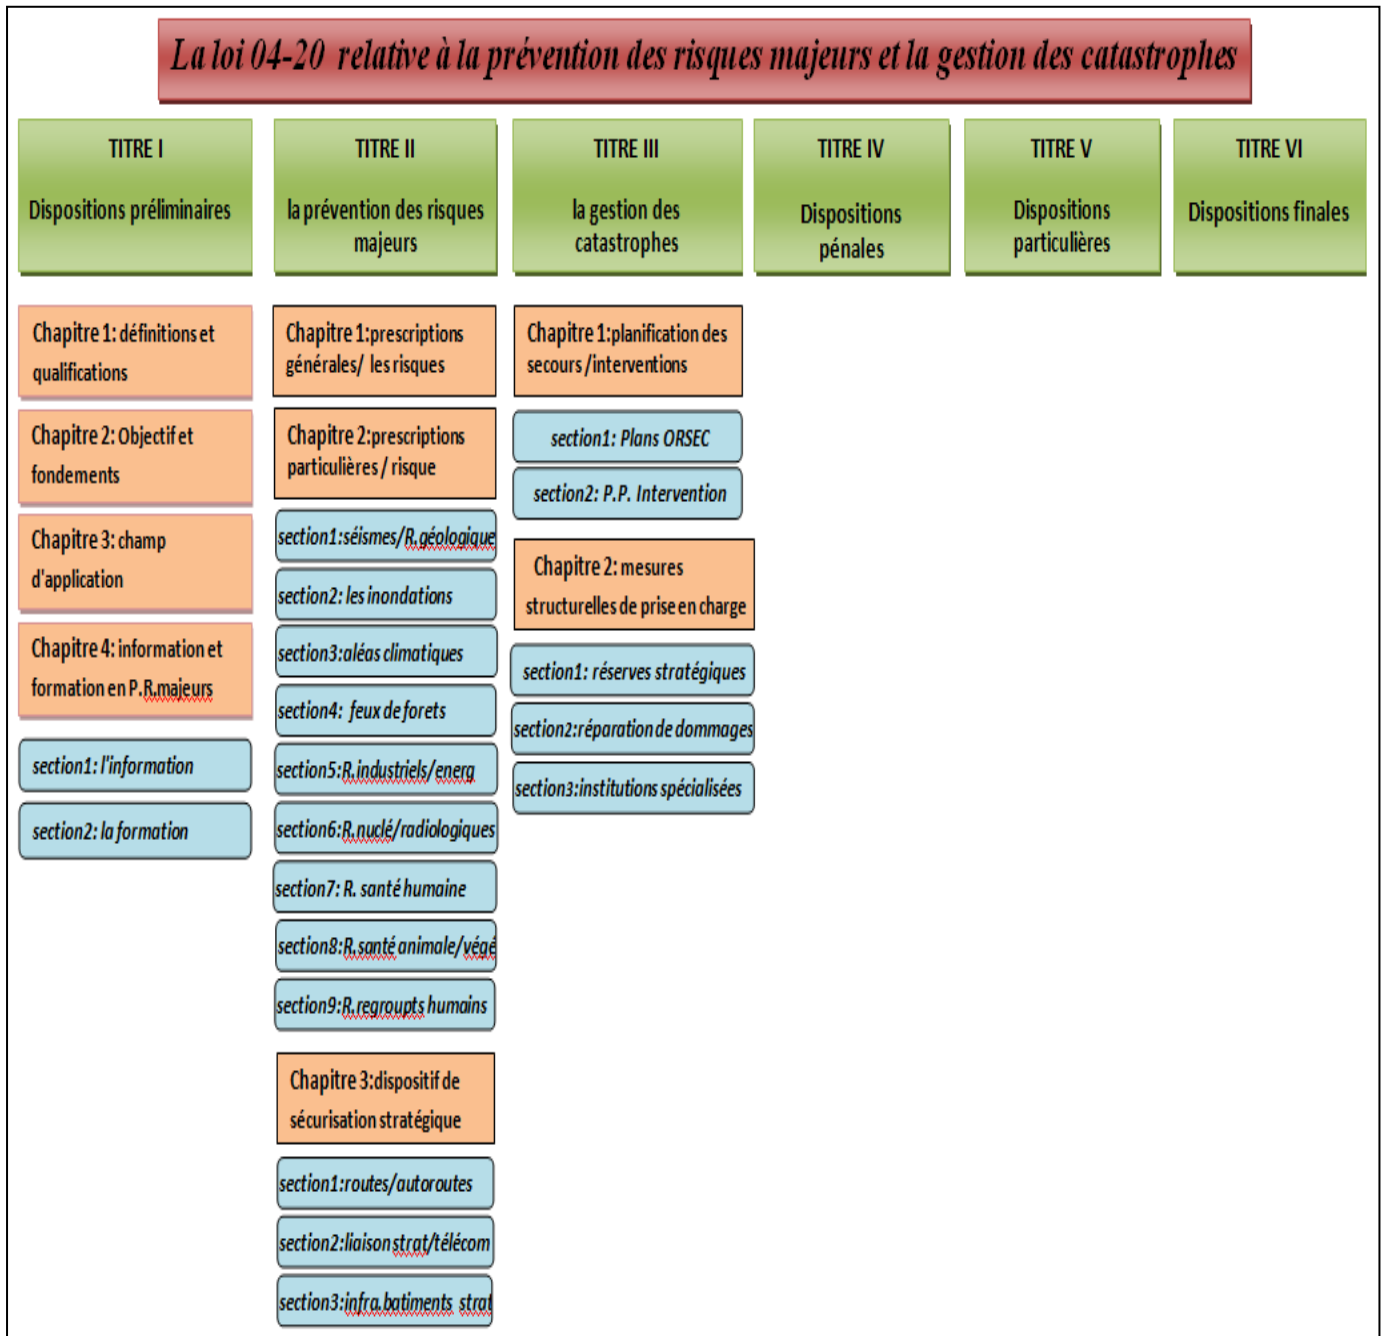 La loi 04-20 relative à la prévention des risques majeurs et la gestion des catastrophes
TITRE I
Dispositions préliminaires
TITRE II
la prévention des risques
majeurs
TITRE III
la gestion des
catastrophes
TITRE IV
Dispositions
pénales
TITRE V
Dispositions
particulières
TITRE VI
Dispositions finales
Chapitre 1: définitions et
qualifications
Chapitre 2: Objectif et
fondements
Chapitre 3: champ
d'application
Chapitre 4: information et
formation en P.R.majeurs
section1: l'information
section2: la formation
Chapitre 1:prescriptions
générales/ les risques
Chapitre 2:prescriptions
particulières / risque
section1:séismes/R.géologique
section2: les inondations
section3:aléas climatiques
section4: feux de forets
section5:R.industriels/energ
section6:R.nuclé/radiologiques
section7: R. santé humaine
section8:R.santé animale/végé
section9:R.regroupts humains
Chapitre 3:dispositif de
sécurisation stratégique
section1:routes/autoroutes
section2:liaison strat/télécom
section3:infra.batiments strat
Chapitre 1:planification des
secours /interventions
section1: Plans ORSEC
section2: P.P. Intervention
Chapitre 2: mesures
structurelles de prise en charge
section1: réserves stratégiques
section2:réparation de dommages
section3:institutions spécialisées